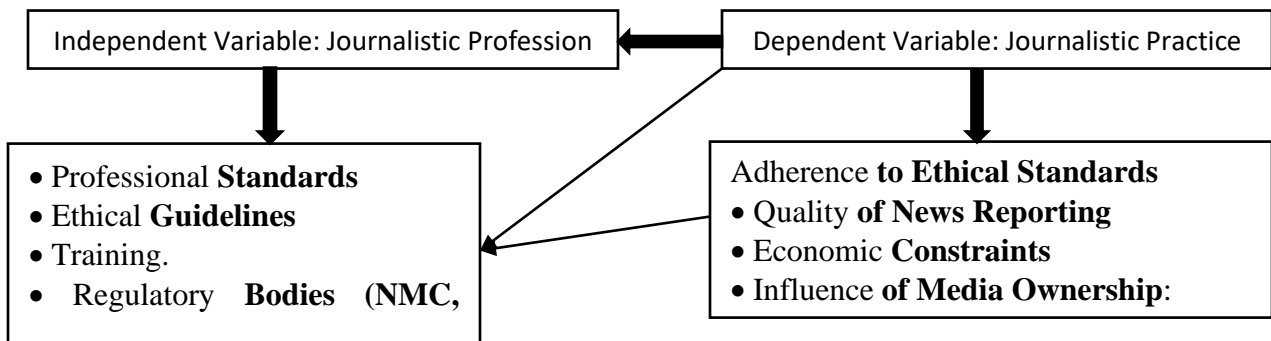 Independent Variable: Journalistic Profession
Dependent Variable: Journalistic Practice
• Professional Standards
• Ethical Guidelines
• Training.
• Regulatory Bodies (NMC,
Adherence to Ethical Standards
• Quality of News Reporting
• Economic Constraints
• Influence of Media Ownership: